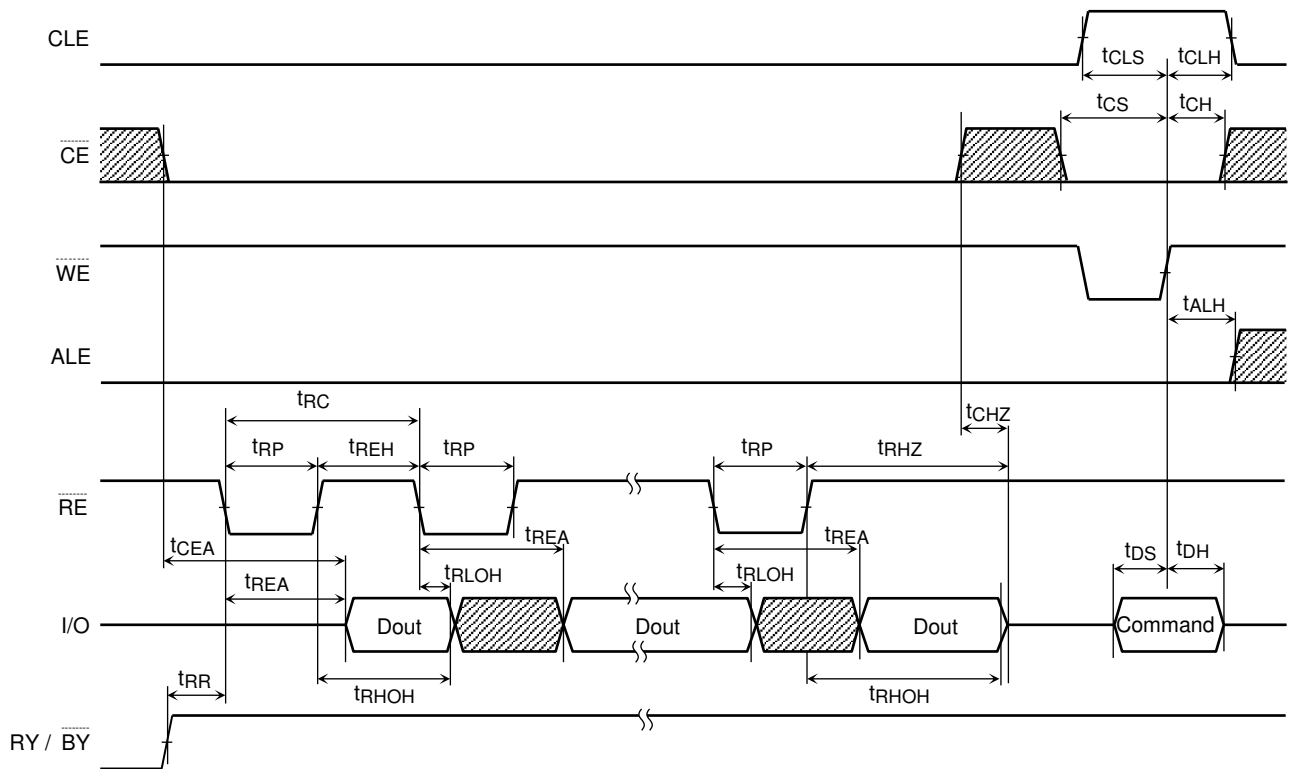 CLE
tCLS tCLH
tCS tCH
CE
WE
tALH
ALE
tRC
tCHZ
tRP tREH tRP tRP tRHZ
RE
tCEA tREA tREA
tDS tDH
tREA tRLOH tRLOH
I/O Dout Dout Dout Command
tRR tRHOH tRHOH
RY / BY